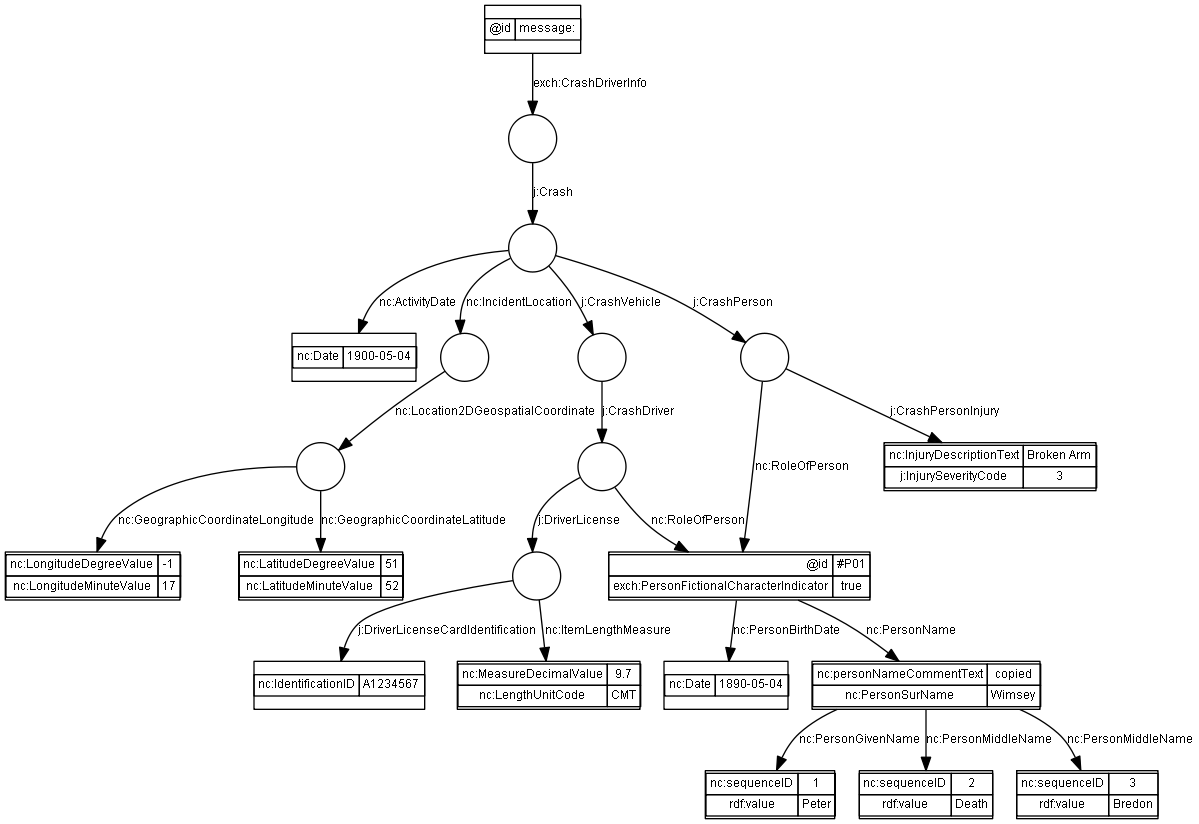 @id message:
exch:CrashDriverInfo
j:Crash
nc:ActivityDate nc:IncidentLocation j:CrashVehicle j:CrashPerson
nc:Date 1900-05-04
nc:Location2DGeospatialCoordinate j:CrashDriver j:CrashPersonInjury
nc:InjuryDescriptionText Broken Arm
j:InjurySeverityCode 3
nc:RoleOfPerson
nc:GeographicCoordinateLongitude nc:GeographicCoordinateLatitude j:DriverLicense nc:RoleOfPerson
nc:LongitudeDegreeValue -1 nc:LatitudeDegreeValue 51 @id #P01
nc:LongitudeMinuteValue 17 nc:LatitudeMinuteValue 52 exch:PersonFictionalCharacterIndicator true
j:DriverLicenseCardIdentification nc:ItemLengthMeasure nc:PersonBirthDate nc:PersonName
nc:IdentificationID A1234567 nc:MeasureDecimalValue 9.7 nc:Date 1890-05-04 nc:personNameCommentText copied
nc:LengthUnitCode CMT nc:PersonSurName Wimsey
nc:PersonGivenName nc:PersonMiddleName nc:PersonMiddleName
nc:sequenceID 1 nc:sequenceID 2 nc:sequenceID 3
rdf:value Peter rdf:value Death rdf:value Bredon